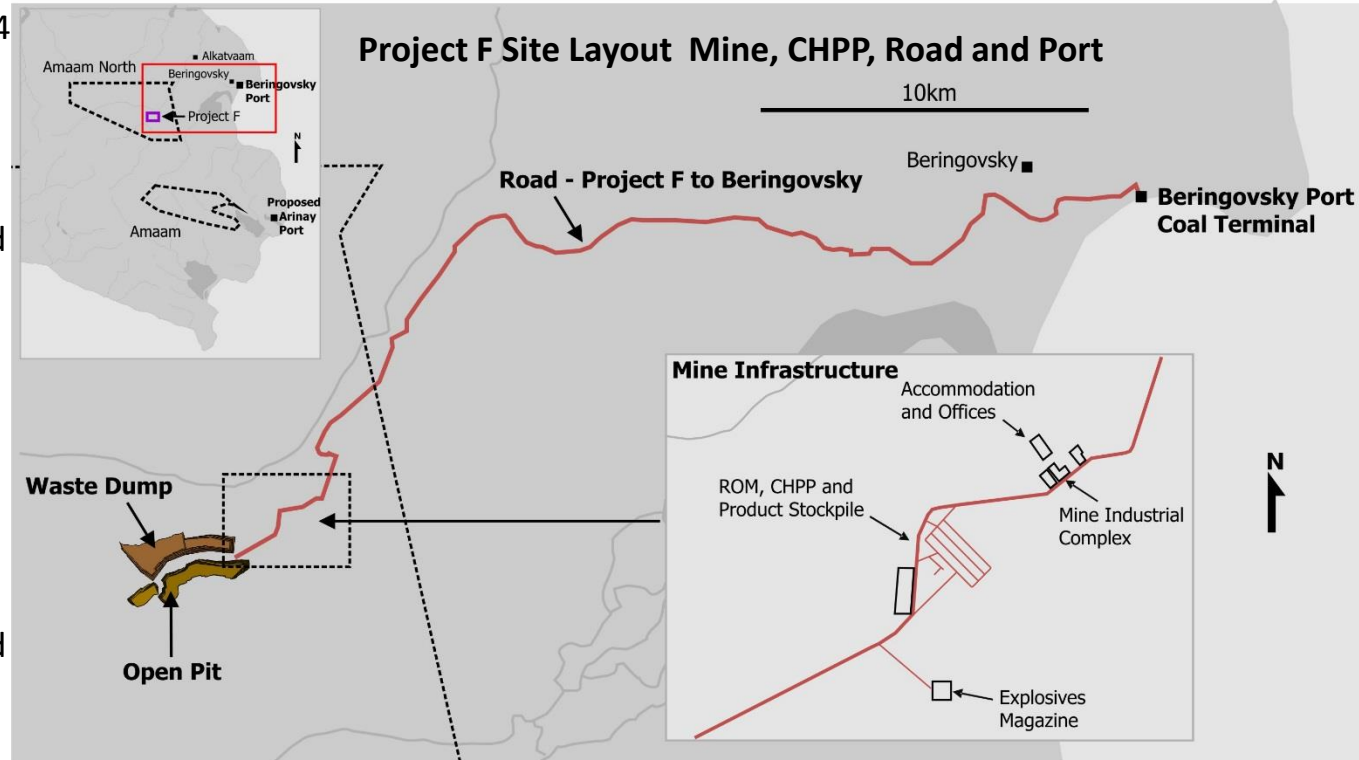 4
d
d
Project F Site Layout Mine, CHPP, Road and Port
Alkatvaam
Amaam North
Beringovsky
Beringovsky
Port
Project F
N
Proposed
Arinay
Port
Amaam
10km
Beringovsky
Road - Project F to Beringovsky
Beringovsky Port
Coal Terminal
Waste Dump
Open Pit
Mine Infrastructure
Accommodation
and Offices
ROM, CHPP and
Product Stockpile
Mine Industrial
Complex
Explosives
Magazine
N